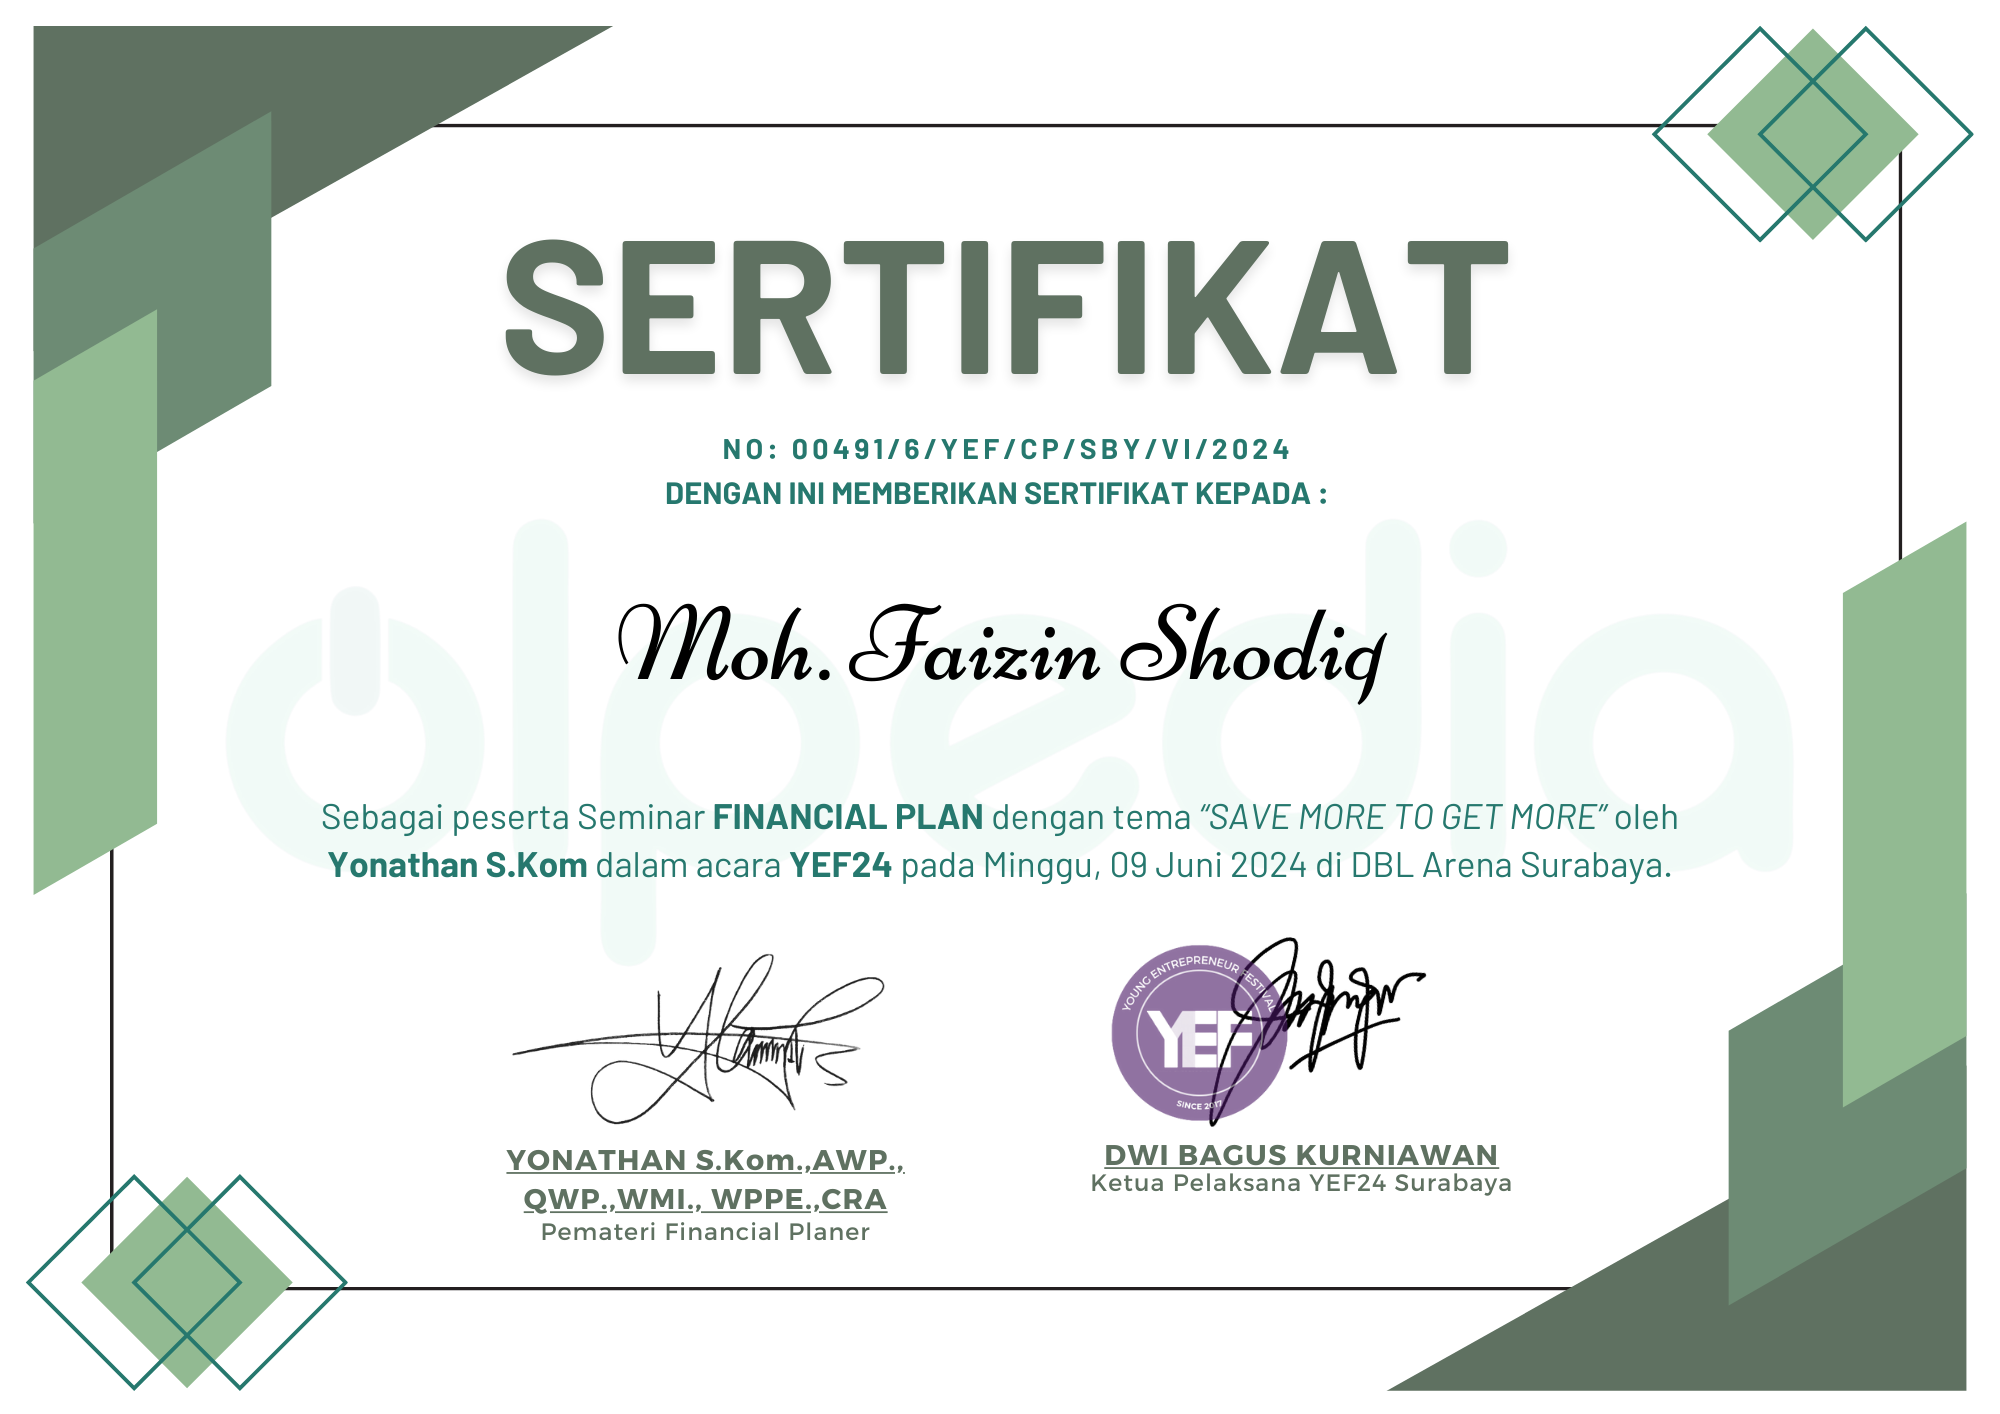 SERTIFIKAT
NO: 00491/6/YEF/CP/SBY/VI/2024
DENGAN INI MEMBERIKAN SERTIFIKAT KEPADA :
olpedia
Moh. Faizin Shodiq
Sebagai peserta Seminar FINANCIAL PLAN dengan tema “SAVE MORE TO GET MORE” oleh
Yonathan S.Kom dalam acara YEF24 pada Minggu, 09 Juni 2024 di DBL Arena Surabaya.
YOUNG ENTREPRENEUR FESTIVAL
YEF
SINCE 2017
YONATHAN S.Kom.,AWP.,
QWP.,WMI., WPPE.,CRA
Pemateri Financial Planer
DWI BAGUS KURNIAWAN
Ketua Pelaksana YEF24 Surabaya